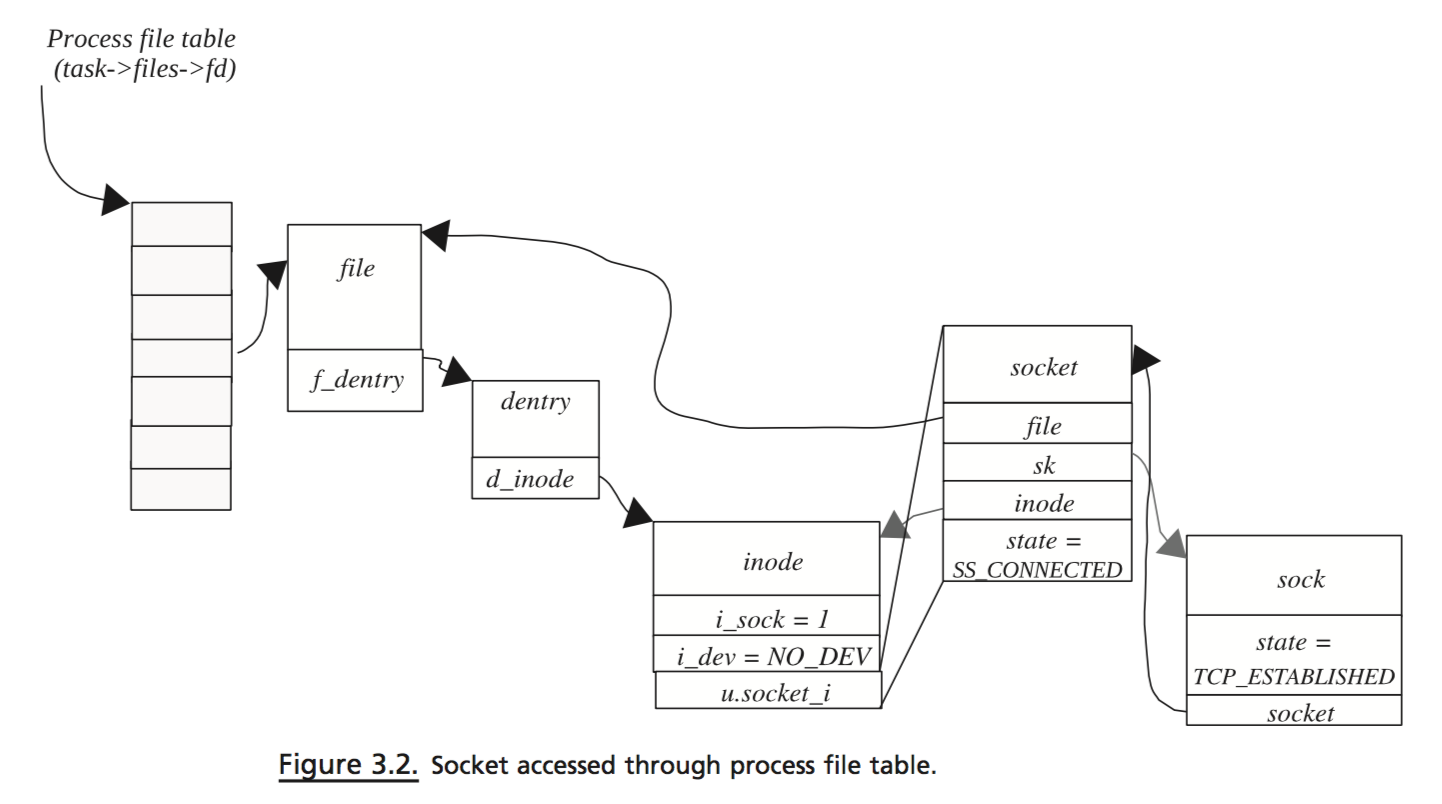 Process file table
(task->files->fd)
file
f_dentry
dentry
d_inode
inode
i_sock = 1
i_dev = NO_DEV
u.socket_i
socket
file
sk
inode
state =
SS_CONNECTED
sock
state =
TCP_ESTABLISHED
socket
Figure 3.2. Socket accessed through process file table.